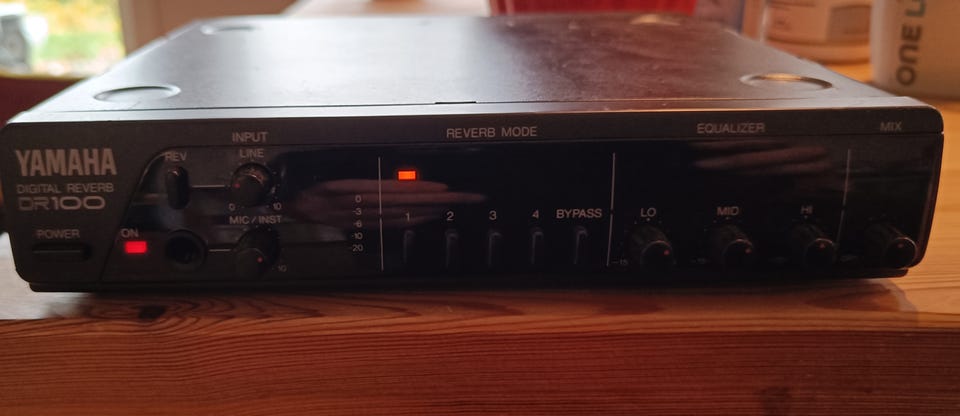 YAMAHA
DIGITAL REVERB
DR100
POWER
ON
REV
INPUT
LINE
0 10
MIC / INST
10
0
-3
-6
-10
-20
REVERB MODE
1 2 3 4 BYPASS
EQUALIZER
LO MID HI
-15
MIX
ONE